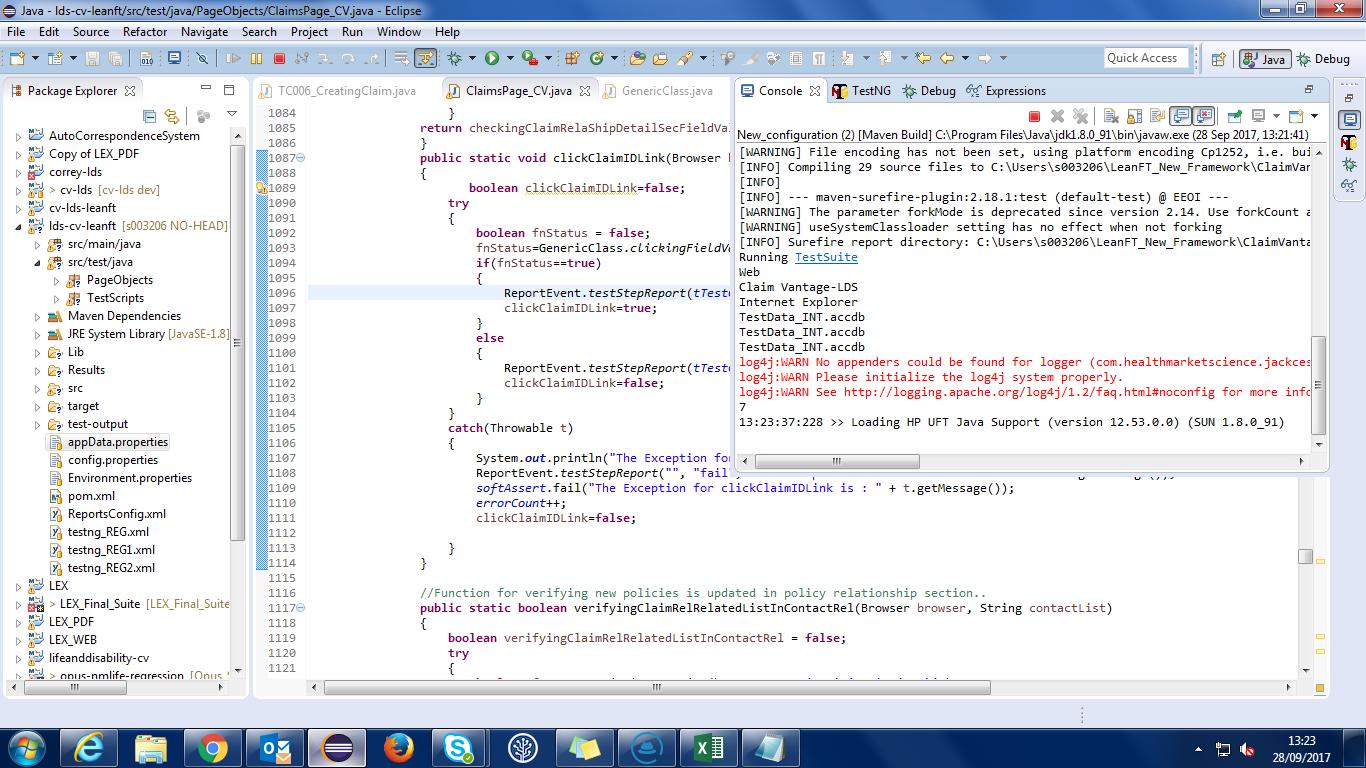 Java - lds-cv-leanft/src/test/java/PageObjects/ClaimsPage_CV.java - Eclipse
File Edit Source Refactor Navigate Search Project Run Window Help
Quick Access
Java
Debug
Package Explorer
AutoCorrespondenceSystem
Copy of LEX_PDF
correy-lds
> cv-lds [cv-lds dev]
cv-lds-leanft
lds-cv-leanft [s003206 NO-HEAD]
src/main/java
src/test/java
PageObjects
TestScripts
Maven Dependencies
JRE System Library [JavaSE-1.8]
Lib
Results
src
target
test-output
appData.properties
config.properties
Environment.properties
pom.xml
ReportsConfig.xml
testng_REG.xml
testng_REG1.xml
testng_REG2.xml
LEX
> LEX_Final_Suite [LEX_Final_Suite
LEX_PDF
LEX_WEB
lifeanddisability-cv
> opus-nmlife-regression [Opus_
TC006_CreatingClaim.java
ClaimsPage_CV.java
GenericClass.java
1084 }
1085 return checkingClaimRelaShipDetailSecFieldVal
1086 }
1087 public static void clickClaimIDLink(Browser
1088 {
1089 boolean clickClaimIDLink=false;
1090 try
1091 {
1092 boolean fnStatus = false;
1093 fnStatus=GenericClass.clickingFieldV
1094 if(fnStatus==true)
1095 {
1096 ReportEvent.testStepReport(tTest
1097 clickClaimIDLink=true;
1098 }
1099 else
1100 {
1101 ReportEvent.testStepReport(tTest
1102 clickClaimIDLink=false;
1103 }
1104 }
1105 catch(Throwable t)
1106 {
1107 System.out.println("The Exception fo
1108 ReportEvent.testStepReport("", "fail"
1109 softAssert.fail("The Exception for clickClaimIDLink is : " + t.getMessage());
1110 errorCount++;
1111 clickClaimIDLink=false;
1112
1113 }
1114 }
1115
1116 //Function for verifying new policies is updated in policy relationship section..
1117 public static boolean verifyingClaimRelRelatedListInContactRel(Browser browser, String contactList)
1118 {
1119 boolean verifyingClaimRelRelatedListInContactRel = false;
1120 try
1121 {
Console
TestNG
Debug
Expressions
New_configuration (2) [Maven Build] C:\Program Files\Java\jdk1.8.0_91\bin\javaw.exe (28 Sep 2017, 13:21:41)
[WARNING] File encoding has not been set, using platform encoding Cp1252, i.e. bui
[INFO] Compiling 29 source files to C:\Users\s003206\LeanFT_New_Framework\ClaimVan
[INFO]
[INFO] --- maven-surefire-plugin:2.18.1:test (default-test) @ EEOI ---
[WARNING] The parameter forkMode is deprecated since version 2.14. Use forkCount a
[WARNING] useSystemClassloader setting has no effect when not forking
[INFO] Surefire report directory: C:\Users\s003206\LeanFT_New_Framework\ClaimVanta
Running TestSuite
Web
Claim Vantage-LDS
Internet Explorer
TestData_INT.accdb
TestData_INT.accdb
TestData_INT.accdb
log4j:WARN No appenders could be found for logger (com.healthmarketscience.jackces
log4j:WARN Please initialize the log4j system properly.
log4j:WARN See http://logging.apache.org/log4j/1.2/faq.html#noconfig for more info
7
13:23:37:228 >> Loading HP UFT Java Support (version 12.53.0.0) (SUN 1.8.0_91)
13:23
28/09/2017